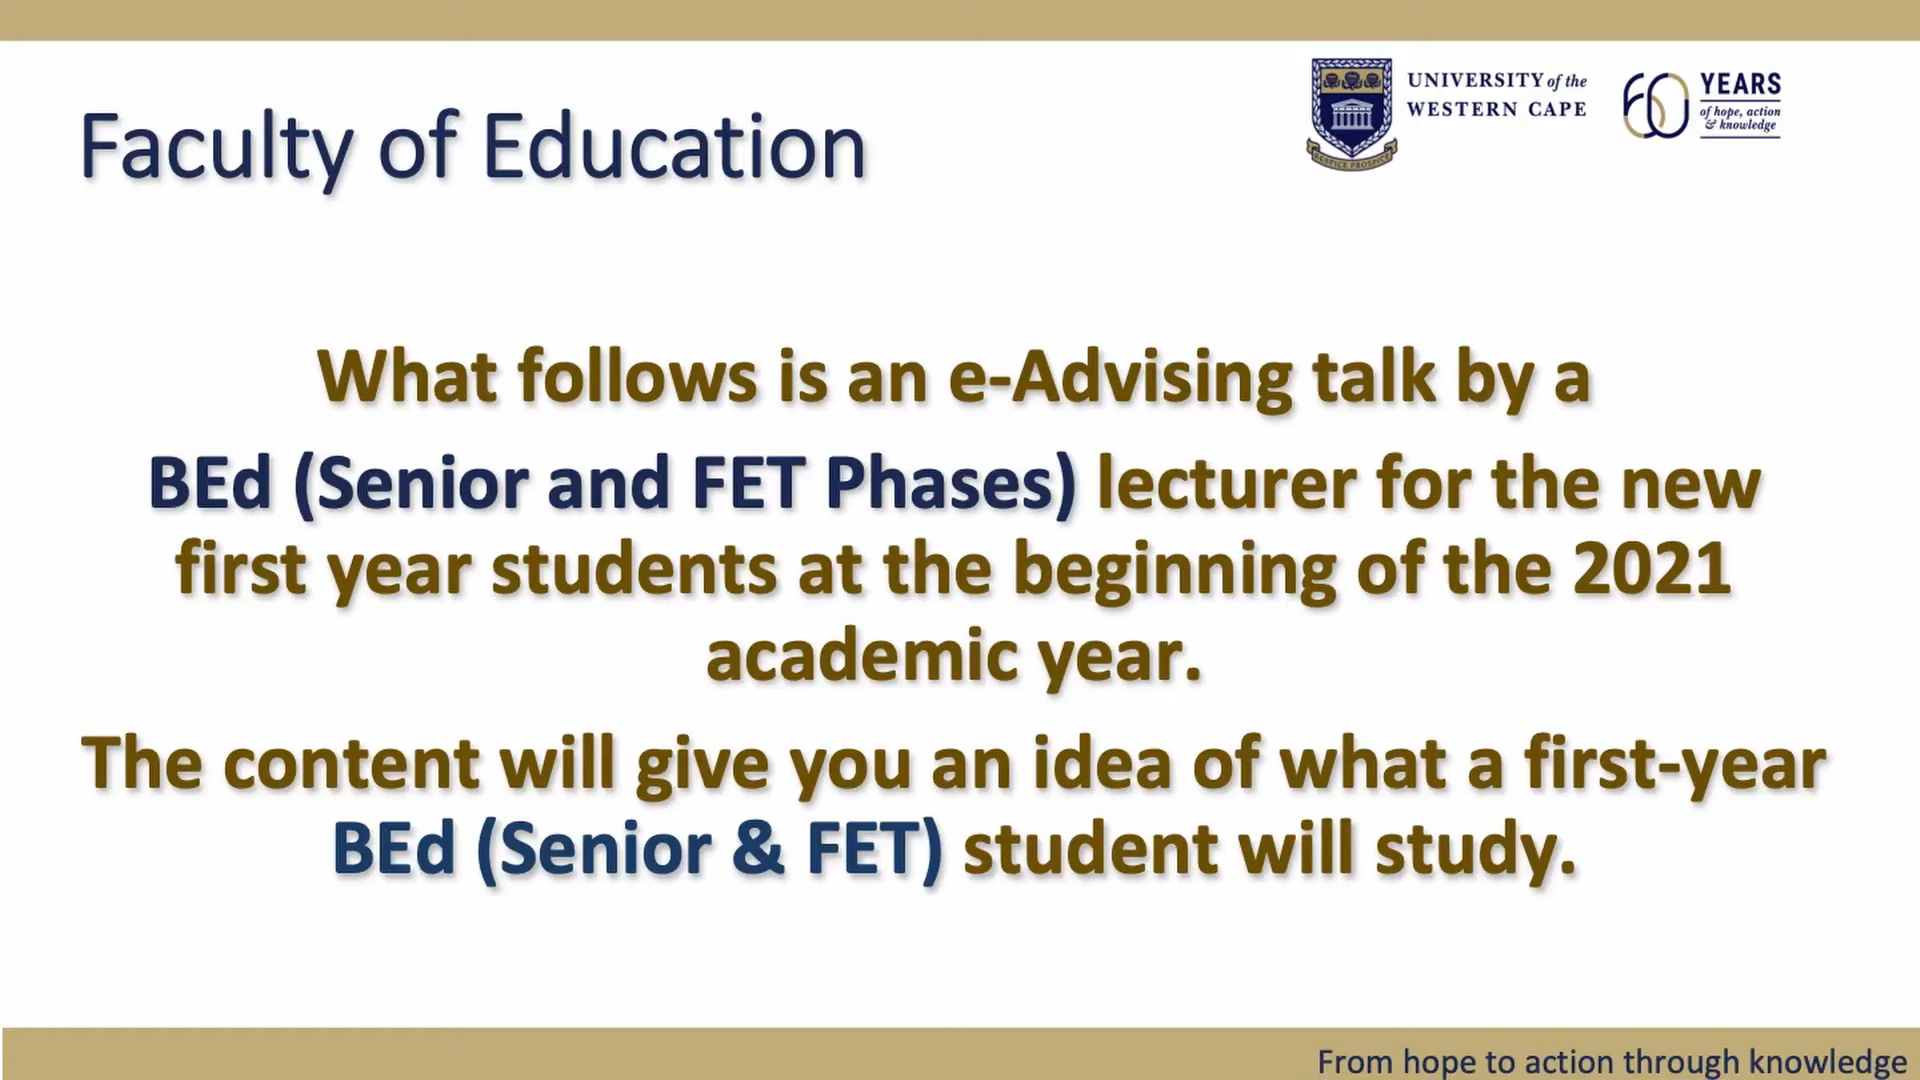 UNIVERSITY of the
WESTERN CAPE
RESPICE PROSPICE
60 YEARS
of hope, action
& knowledge
Faculty of Education
What follows is an e-Advising talk by a
BEd (Senior and FET Phases) lecturer for the new
first year students at the beginning of the 2021
academic year.
The content will give you an idea of what a first-year
BEd (Senior & FET) student will study.
From hope to action through knowledge